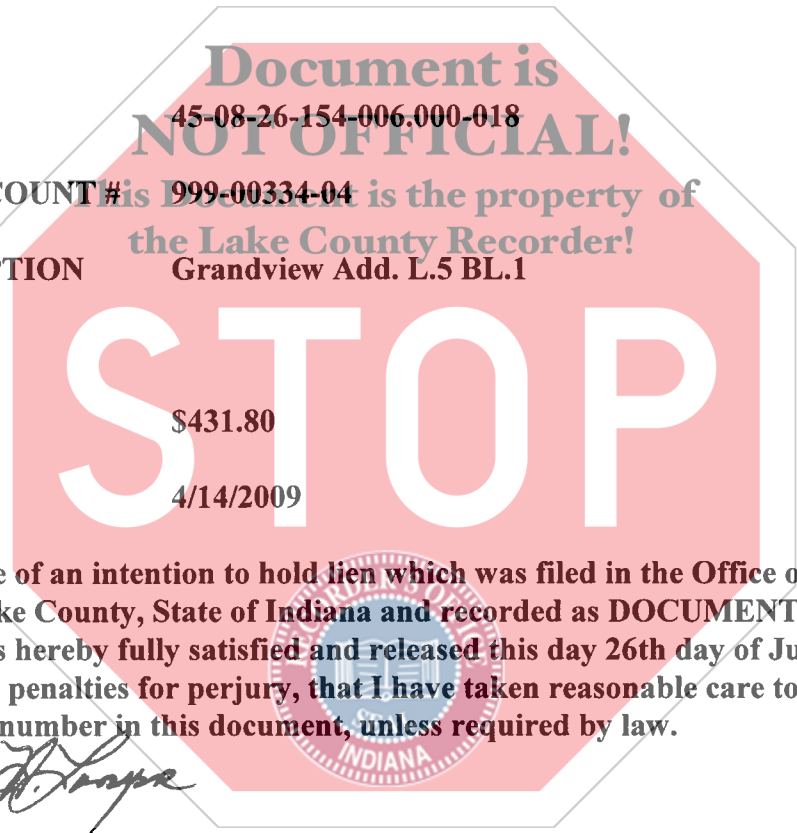 Document is
45-08-26-154-006.000-018
NOT OFFICIAL!
COUNT # 999-00334-04
This Document is the property of
the Lake County Recorder!
PTION Grandview Add. L.5 BL.1
STOP
$431.80
4/14/2009
e of an intention to hold lien which was filed in the Office o
ke County, State of Indiana and recorded as DOCUMENT
s hereby fully satisfied and released this day 26th day of Ju
penalties for perjury, that I have taken reasonable care to
number in this document, unless required by law.
RECORDER'S OFFICE
INDIANA